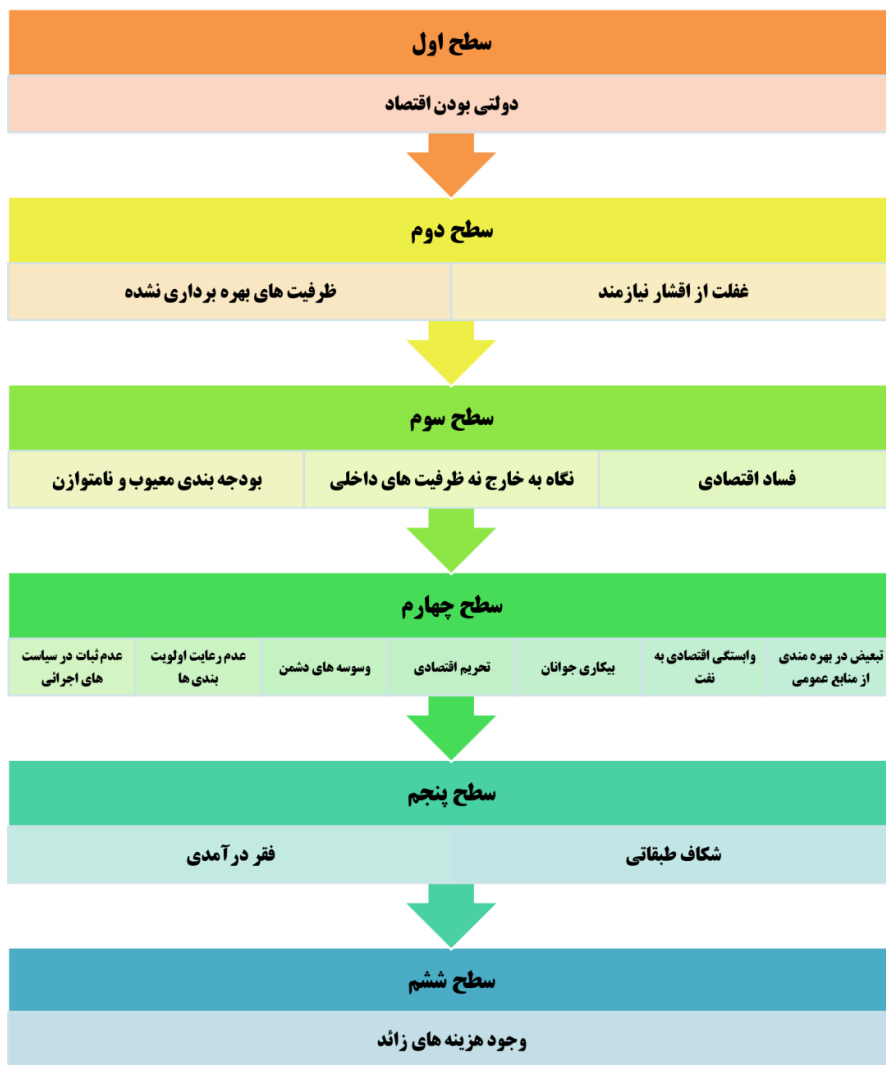 سطح اول
دولتی بودن اقتصاد
سطح دوم
غفلت از اقشار نیازمند
ظرفیت های بهره برداری نشده
سطح سوم
فساد اقتصادی
نگاه به خارج نه ظرفیت های داخلی
بودجه بندی معیوب و نامتوازن
سطح چهارم
تبعیض در بهره مندی
از منابع عمومی
وابستگی اقتصادی به
نفت
بیکاری جوانان
تحریم اقتصادی
وسوسه های دشمن
عدم رعایت اولویت
بندی ها
عدم ثبات در سیاست
های اجرائی
سطح پنجم
شکاف طبقاتی
فقر درآمدی
سطح ششم
وجود هزینه های زائد